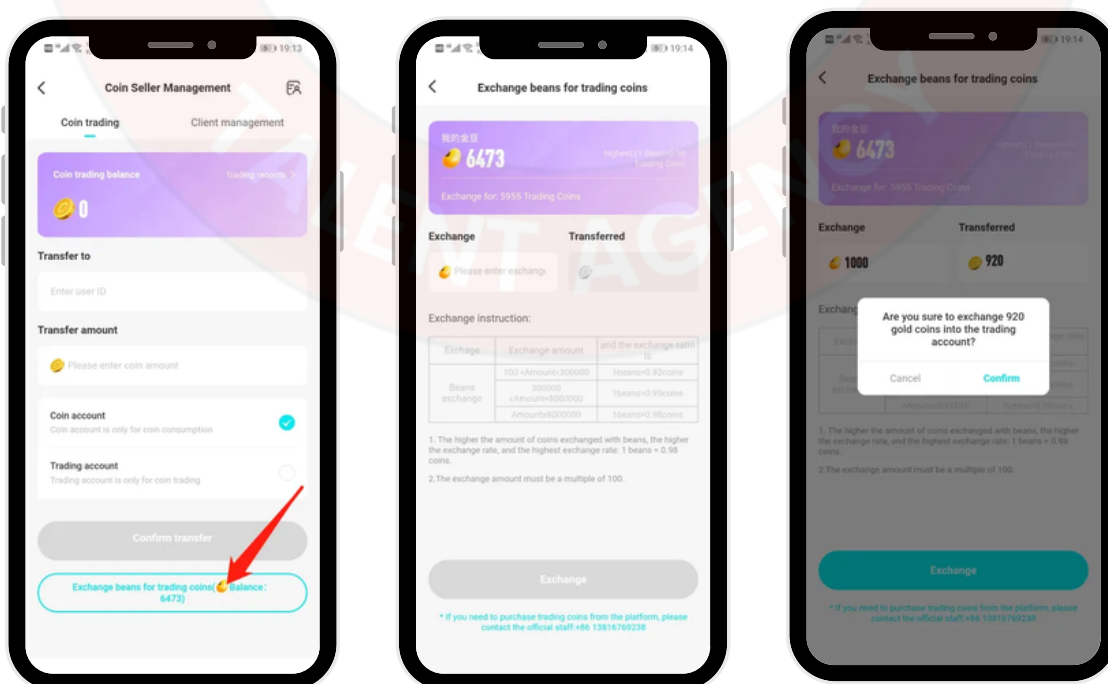 19:13
Coin Seller Management
Coin trading
Client management
Coin trading balance
Trading records >
0
Transfer to
Enter user ID
Transfer amount
Please enter coin amount
Coin account
Coin account is only for coin consumption
Trading account
Trading account is only for coin trading
Confirm transfer
Exchange beans for trading coins(Balance:
6473)
19:14
Exchange beans for trading coins
我的金豆
6473
Trading Coins
Exchange for: 5955 Trading Coins
Exchange
Transferred
Please enter exchang
Exchange instruction:
Exchage
Exchange amount
and the exchange ratio
is
Beans
exchange
100 <Amount<300000
1beans=0.92coins
300000
≤Amount<8000000
1beans=0.95coins
1beans=0.98coins
1. The higher the amount of coins exchanged with beans, the higher
the exchange rate, and the highest exchange rate: 1 beans = 0.98
coins.
2.The exchange amount must be a multiple of 100.
Exchange
* If you need to purchase trading coins from the platform, please
contact the official staff:+86 13816769238
19:14
Exchange beans for trading coins
我的金豆
6473
Exchange for: 5955 Trading Coins
Exchange
Transferred
1000
920
Are you sure to exchange 920
gold coins into the trading
account?
Cancel
Confirm
1. The higher the amount of coins exchanged with beans, the higher
the exchange rate, and the highest exchange rate: 1 beans = 0.98
coins.
2.The exchange amount must be a multiple of 100.
Exchange
* If you need to purchase trading coins from the platform, please
contact the official staff:+86 13816769238
TALENT AGENCY